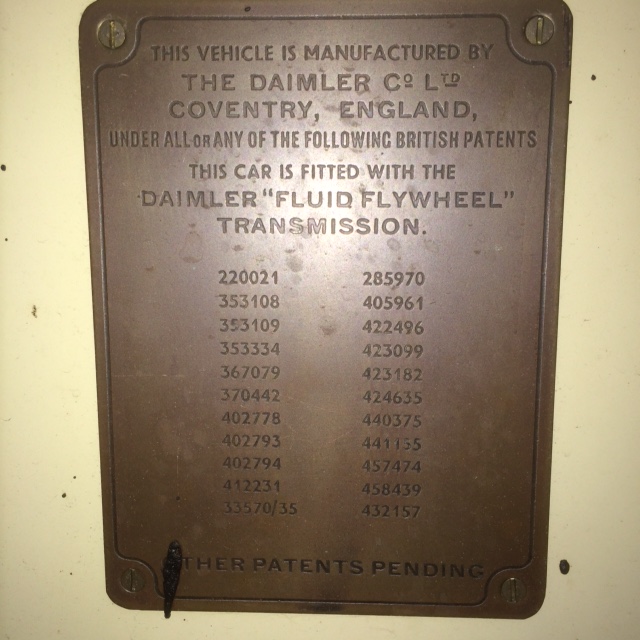 THIS VEHICLE IS MANUFACTURED BY
THE DAIMLER Cº LTD
COVENTRY, ENGLAND,
UNDER ALL OR ANY OF THE FOLLOWING BRITISH PATENTS
THIS CAR IS FITTED WITH THE
DAIMLER "FLUID FLYWHEEL"
TRANSMISSION.
220021 285970
353108 405961
353109 422496
353334 423099
367079 423182
370442 424635
402778 440375
402793 441135
402794 457474
412231 458439
33570/35 432157
THER PATENTS PENDING